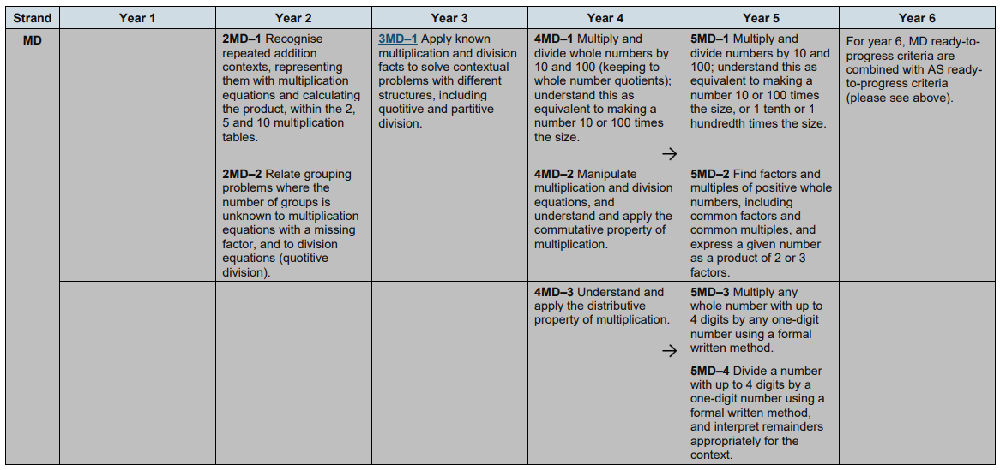 Strand Year 1 Year 2 Year 3 Year 4 Year 5 Year 6
MD
2MD–1 Recognise
repeated addition
contexts, representing
them with multiplication
equations and calculating
the product, within the 2,
5 and 10 multiplication
tables.
3MD–1 Apply known
multiplication and division
facts to solve contextual
problems with different
structures, including
quotitive and partitive
division.
4MD–1 Multiply and
divide whole numbers by
10 and 100 (keeping to
whole number quotients);
understand this as
equivalent to making a
number 10 or 100 times
the size.
→
5MD–1 Multiply and
divide numbers by 10 and
100; understand this as
equivalent to making a
number 10 or 100 times
the size, or 1 tenth or 1
hundredth times the size.
For year 6, MD ready-to-
progress criteria are
combined with AS ready-
to-progress criteria
(please see above).
2MD–2 Relate grouping
problems where the
number of groups is
unknown to multiplication
equations with a missing
factor, and to division
equations (quotitive
division).
4MD–2 Manipulate
multiplication and division
equations, and
understand and apply the
commutative property of
multiplication.
5MD–2 Find factors and
multiples of positive whole
numbers, including
common factors and
common multiples, and
express a given number
as a product of 2 or 3
factors.
4MD–3 Understand and
apply the distributive
property of multiplication.
→
5MD–3 Multiply any
whole number with up to
4 digits by any one-digit
number using a formal
written method.
5MD–4 Divide a number
with up to 4 digits by a
one-digit number using a
formal written method,
and interpret remainders
appropriately for the
context.